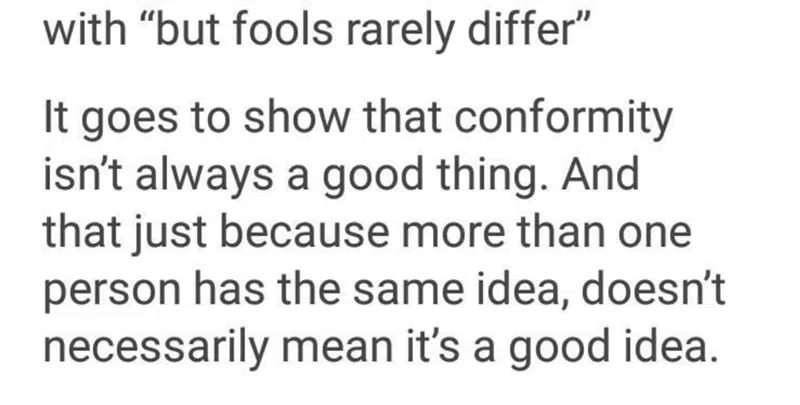 with “but fools rarely differ”
It goes to show that conformity
isn’t always a good thing. And
that just because more than one
person has the same idea, doesn’t
necessarily mean it’s a good idea.